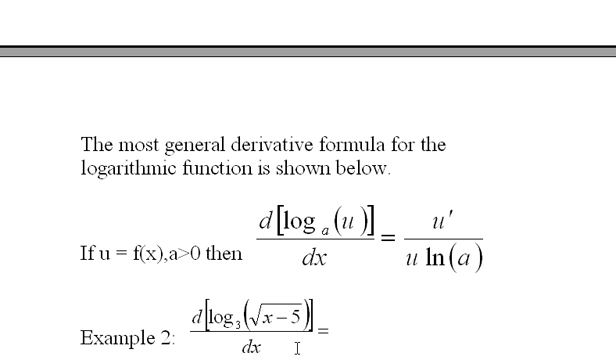 The most general derivative formula for the
logarithmic function is shown below.
If u = f(x),a>0 then d[log_a(u)]/dx = u'/(u ln(a))
Example 2: d[log_3(√(x−5))]/dx =